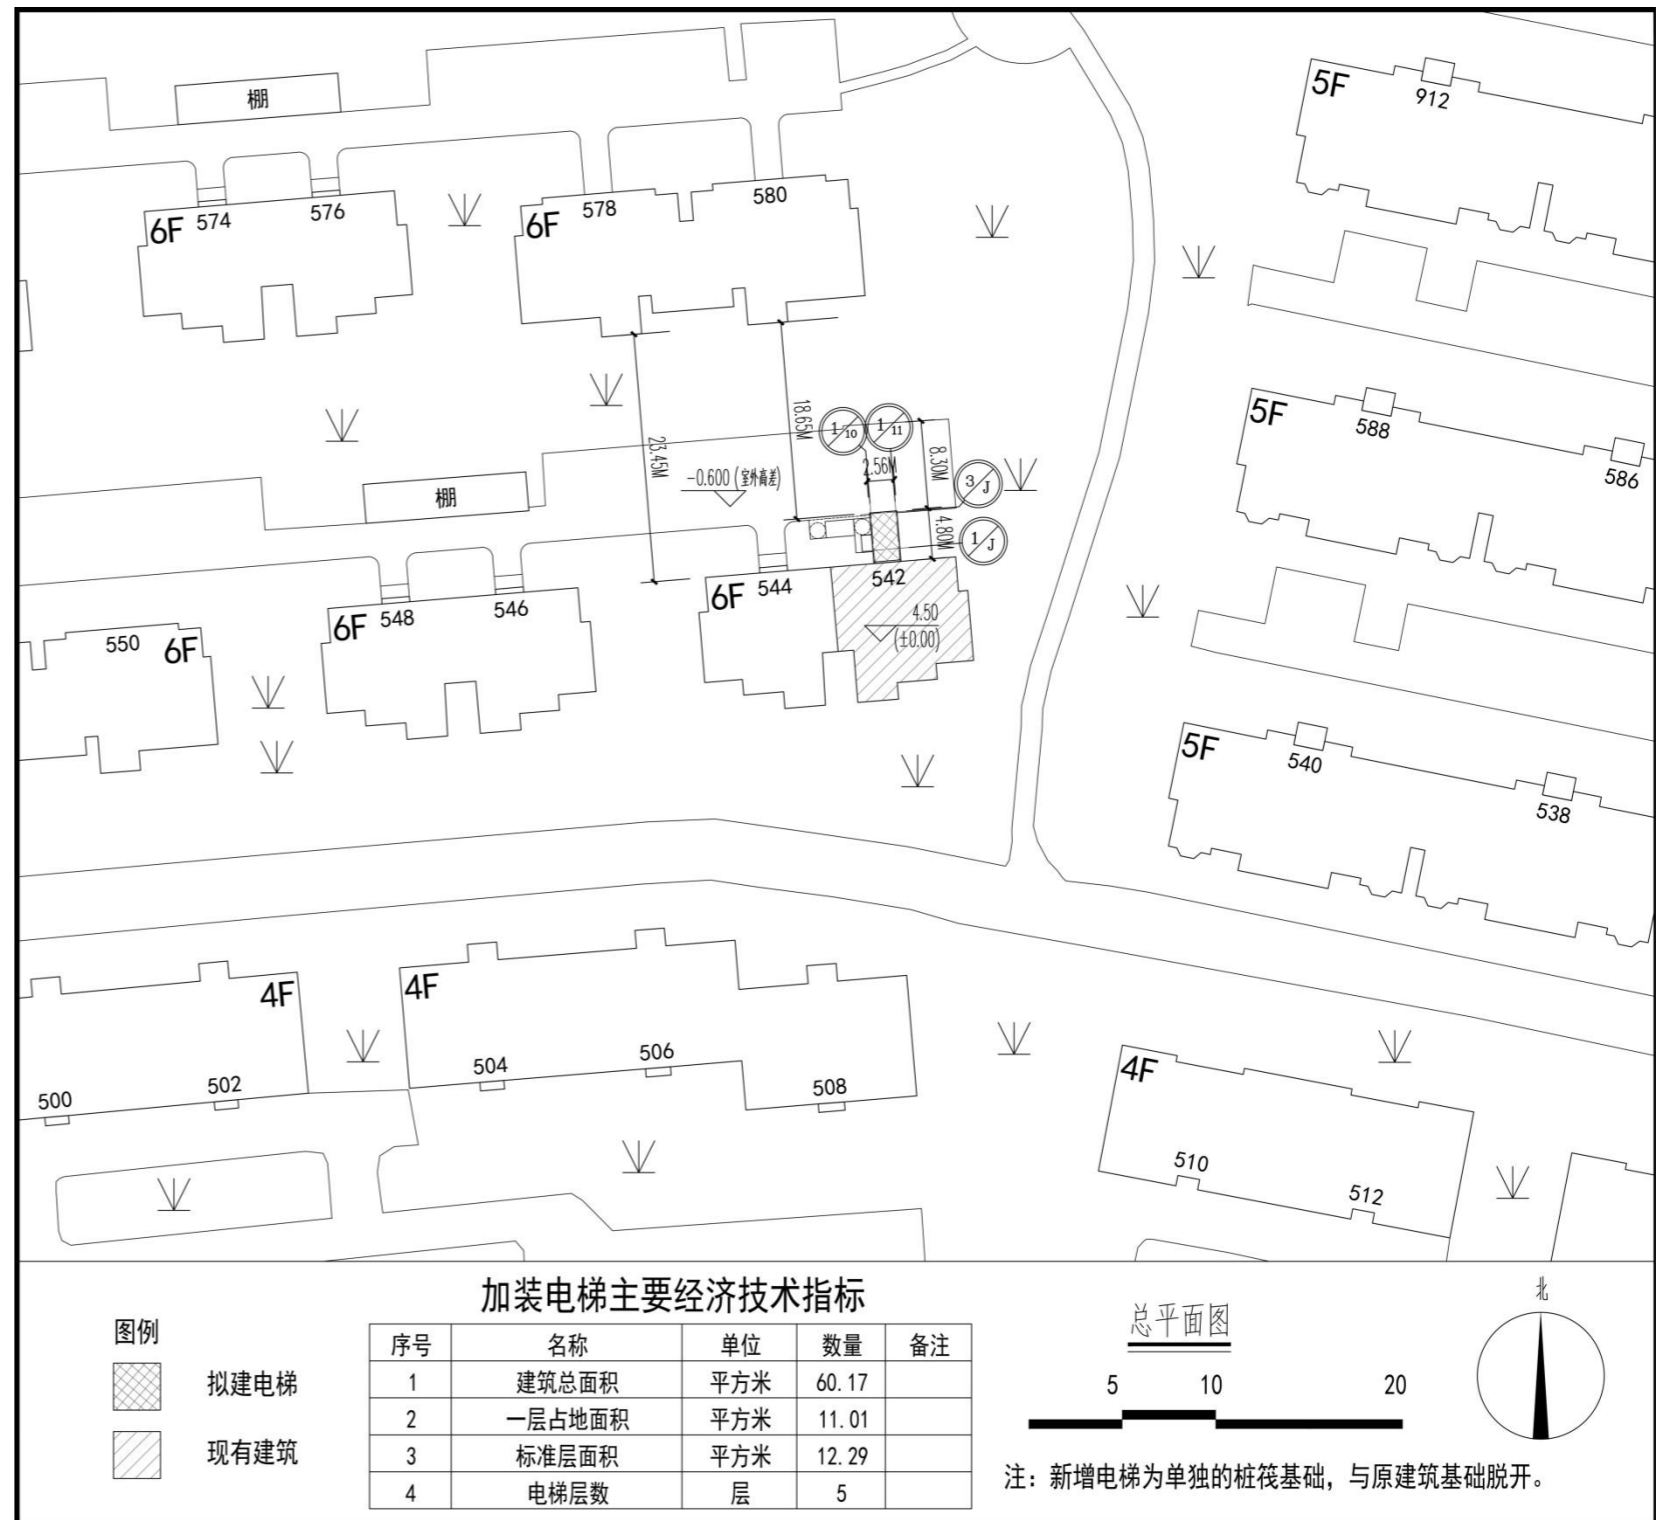 棚
5F
912
6F
574
576
6F
578
580
5F
588
586
23.45M
18.65M
1 10
1 11
2.56M
8.30M
3 J
-0.600(室外高差)
棚
4.80M
1 J
6F
544
542
4.50
(±0.00)
6F
548
546
550
6F
5F
540
538
4F
4F
504
506
508
500
502
4F
510
512
加装电梯主要经济技术指标
图例
拟建电梯
现有建筑
序号 名称 单位 数量 备注
1 建筑总面积 平方米 60.17
2 一层占地面积 平方米 11.01
3 标准层面积 平方米 12.29
4 电梯层数 层 5
总平面图
5 10 20
北
注：新增电梯为单独的桩筏基础，与原建筑基础脱开。